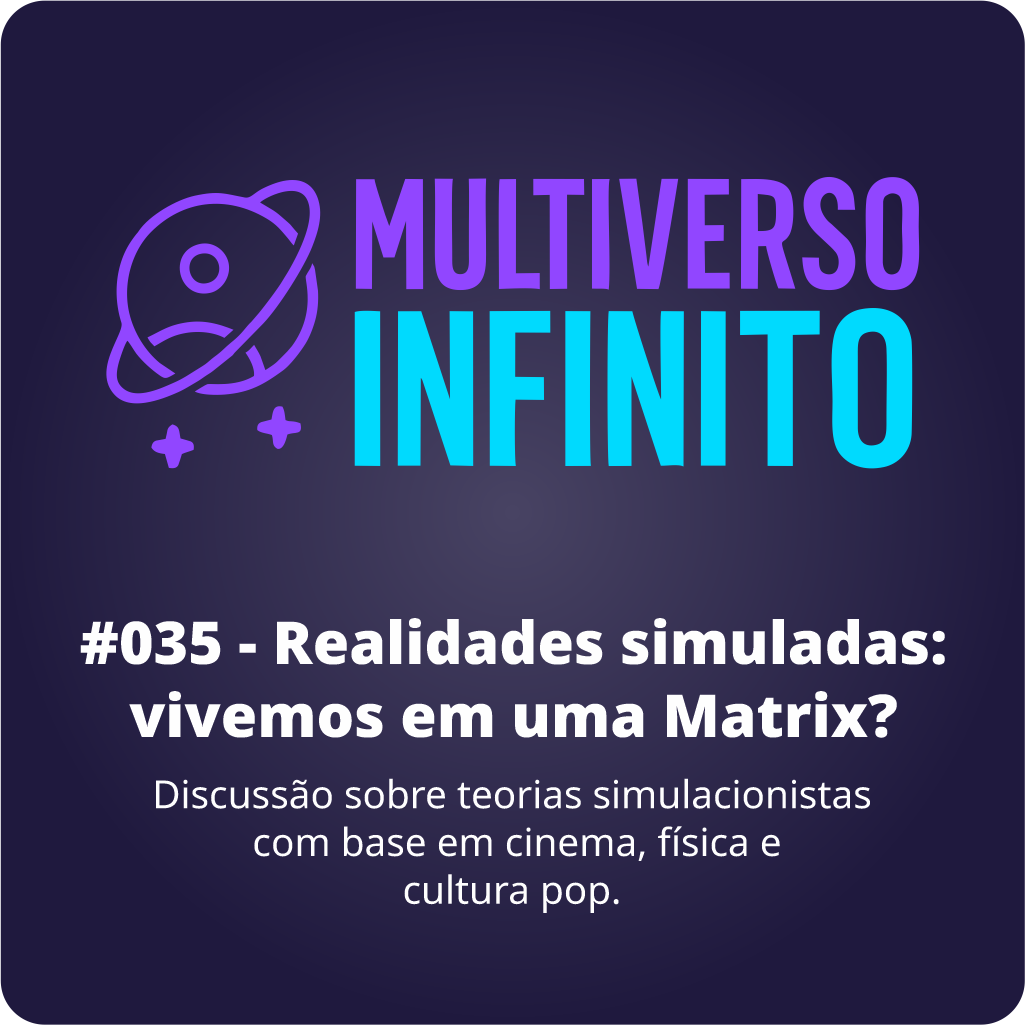 MULTIVERSO
INFINITO
#035 - Realidades simuladas:
vivemos em uma Matrix?
Discussão sobre teorias simulacionistas
com base em cinema, física e
cultura pop.